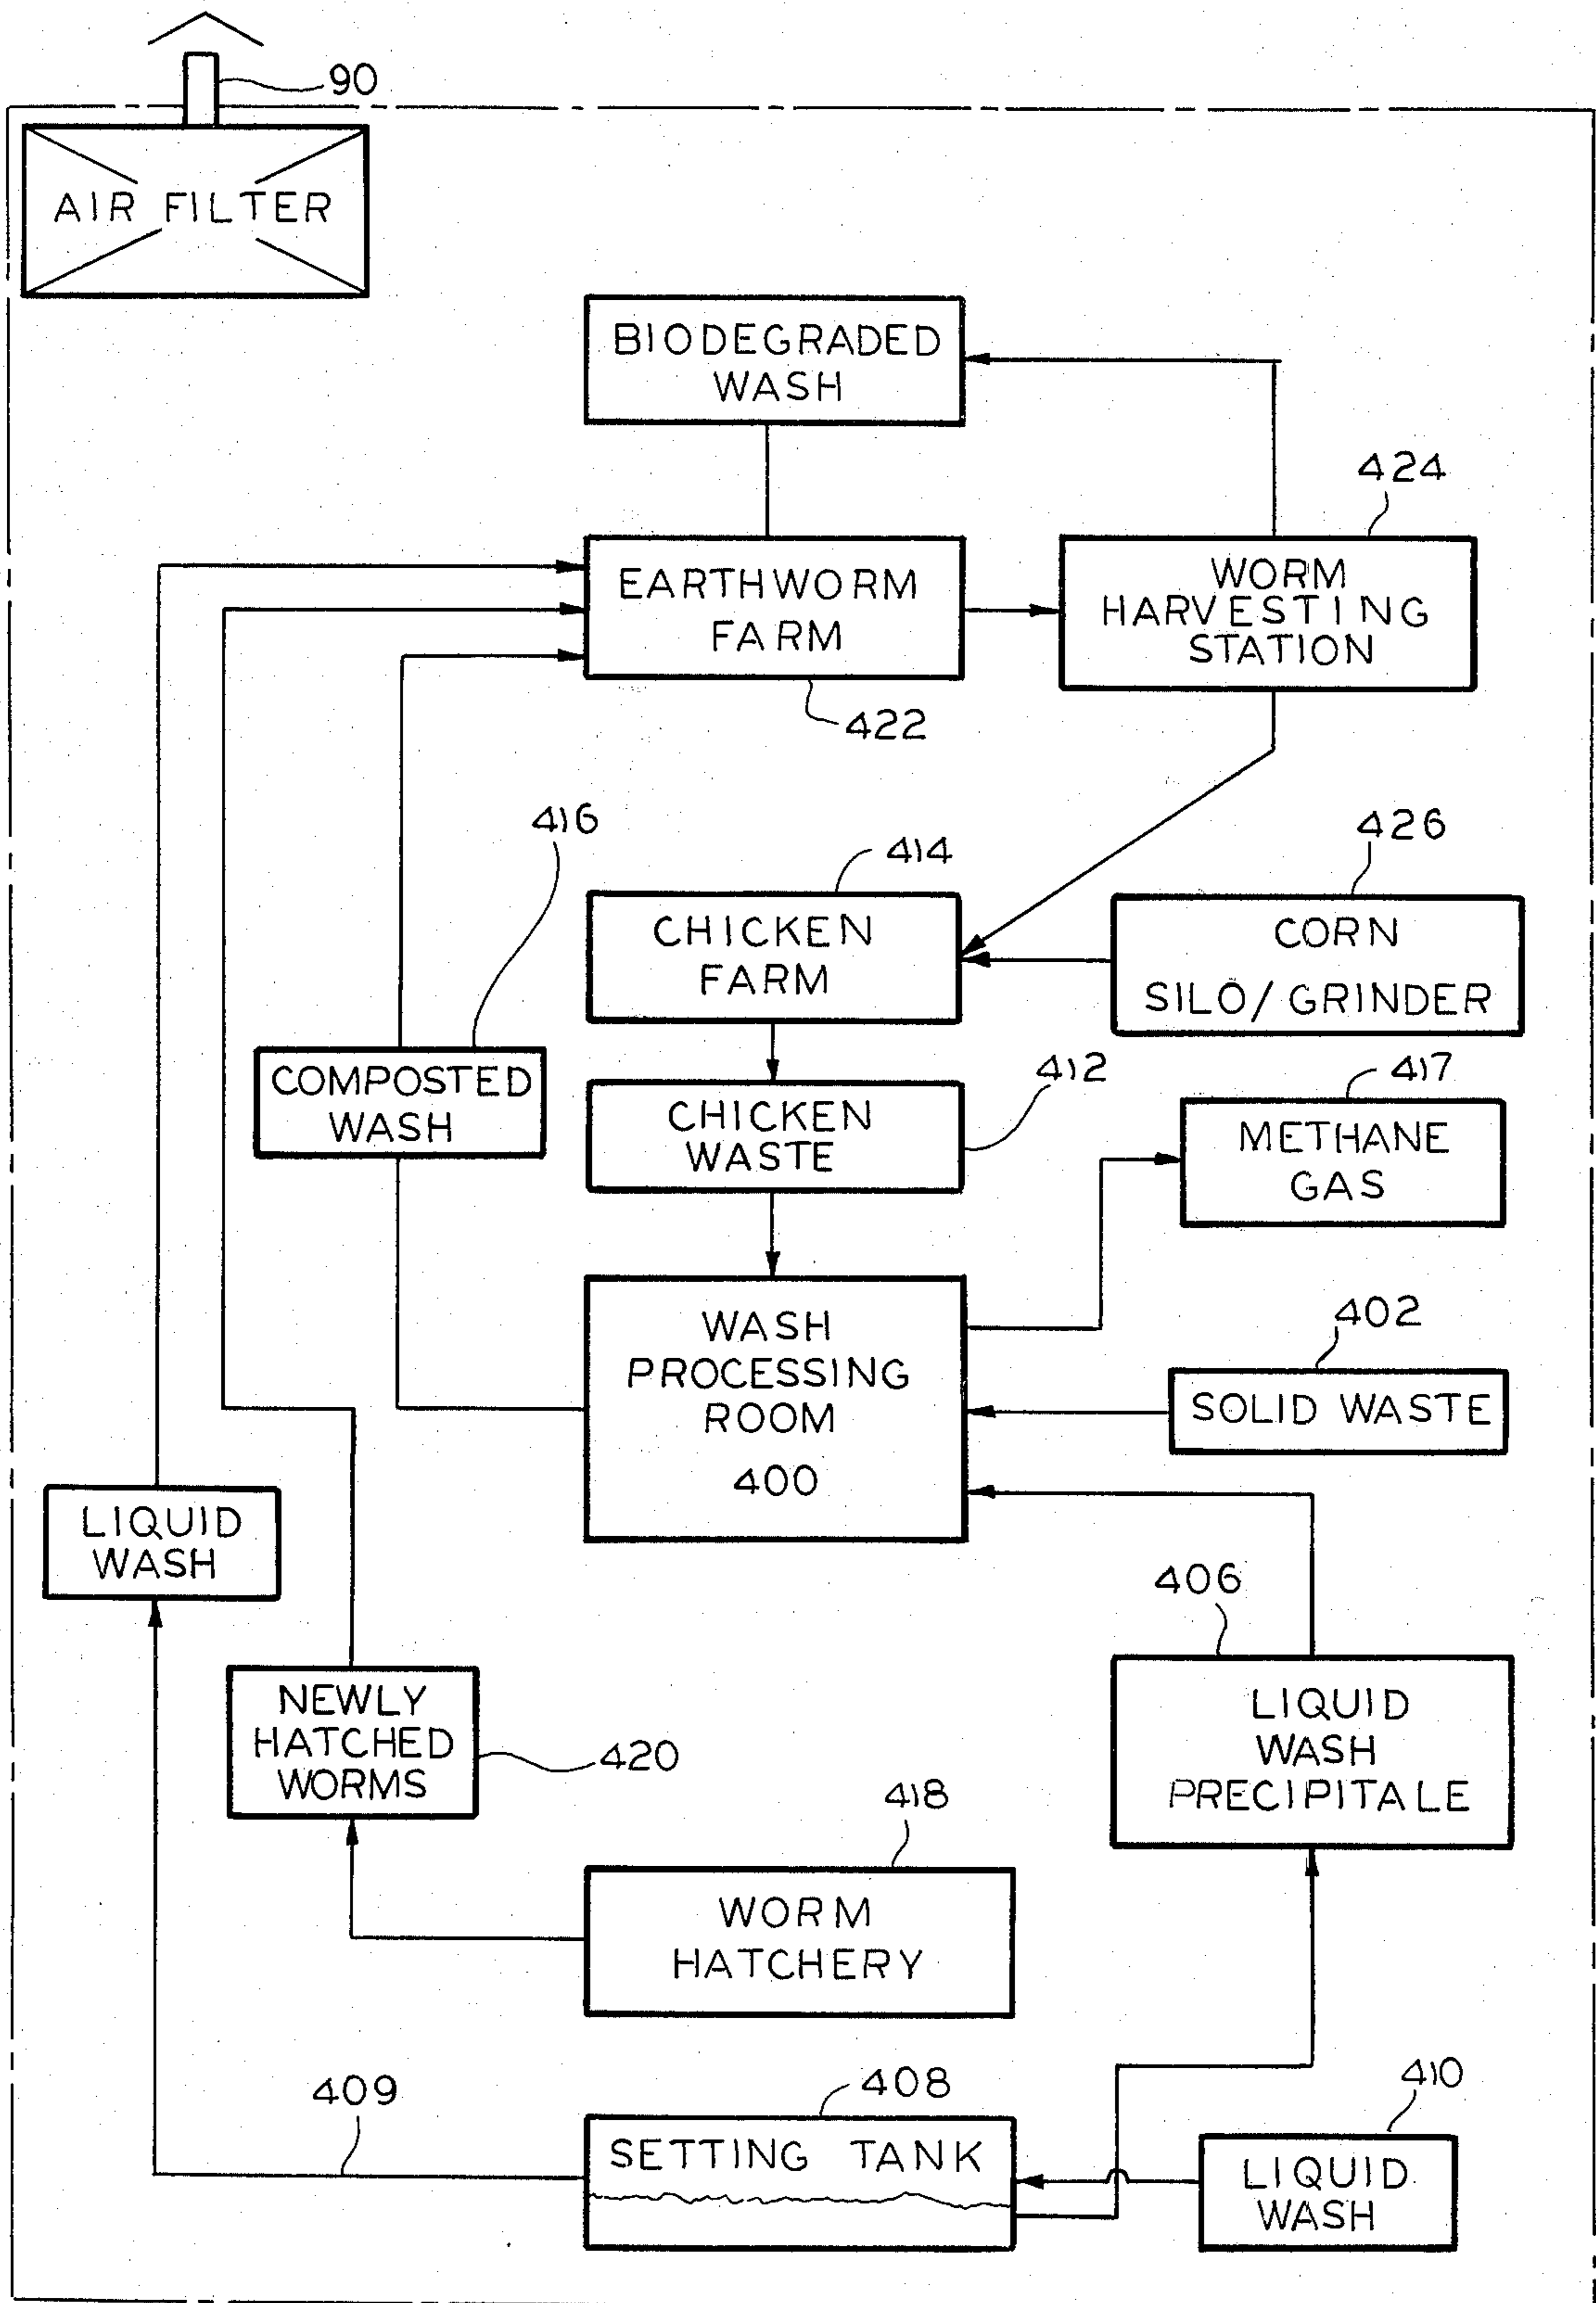 90
AIR FILTER
BIODEGRADED
WASH
424
EARTHWORM
FARM
422
WORM
HARVESTING
STATION
416
414
426
CHICKEN
FARM
CORN
SILO/GRINDER
COMPOSTED
WASH
412
417
CHICKEN
WASTE
METHANE
GAS
402
WASH
PROCESSING
ROOM
400
SOLID WASTE
LIQUID
WASH
406
NEWLY
HATCHED
WORMS
420
LIQUID
WASH
PRECIPITALE
418
WORM
HATCHERY
409
408
410
SETTING TANK
LIQUID
WASH